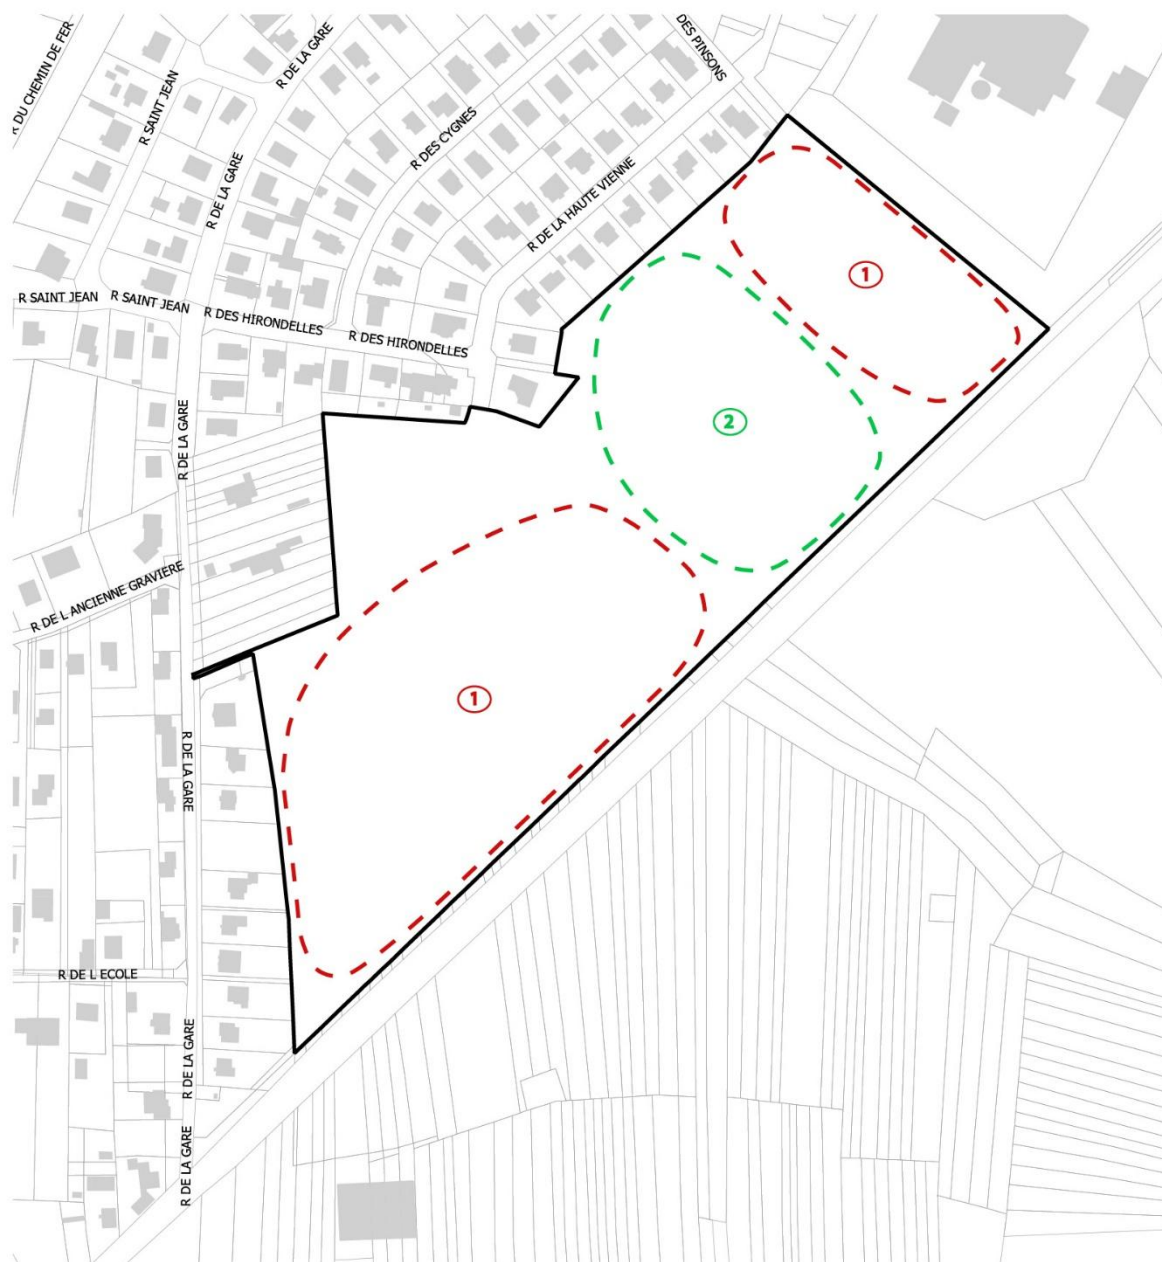 DES PINSONS
R DU CHEMIN DE FER
R DE LA GARE
R SAINT JEAN
R DES CYGNES
R DE LA GARE
R DE LA HAUTE VIENNE
1
R SAINT JEAN
R SAINT JEAN
R DES HIRONDELLES
R DES HIRONDELLES
2
R DE LA GARE
R DE L ANCIENNE GRAVIERE
1
R DE LA GARE
R DE L ECOLE
R DE LA GARE
R DE LA GARE